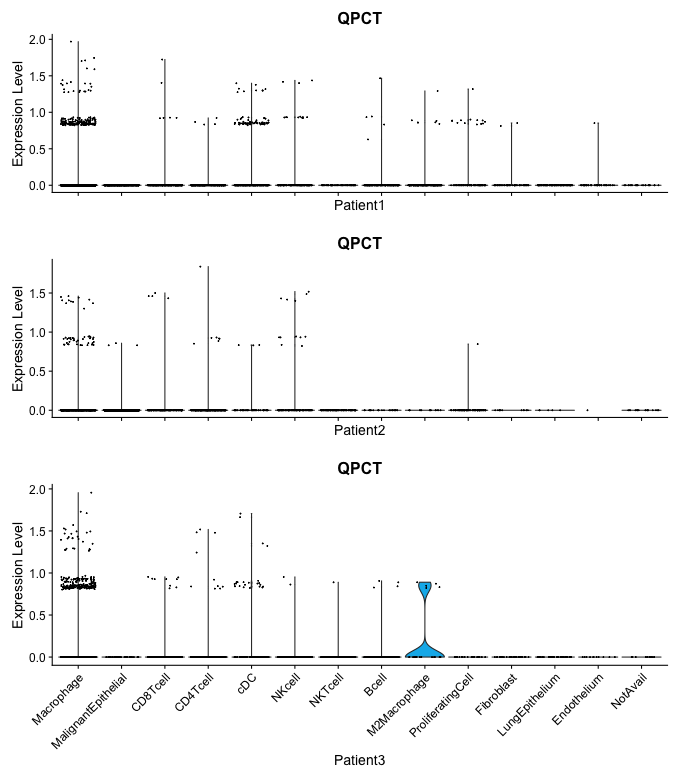 QPCT
Expression Level
2.0
1.5
1.0
0.5
0.0
Patient1
QPCT
Expression Level
1.5
1.0
0.5
0.0
Patient2
QPCT
Expression Level
2.0
1.5
1.0
0.5
0.0
Macrophage
MalignantEpithelial
CD8Tcell
CD4Tcell
cDC
NKcell
NKTcell
Bcell
M2Macrophage
ProliferatingCell
Fibroblast
LungEpithelium
Endothelium
NotAvail
Patient3